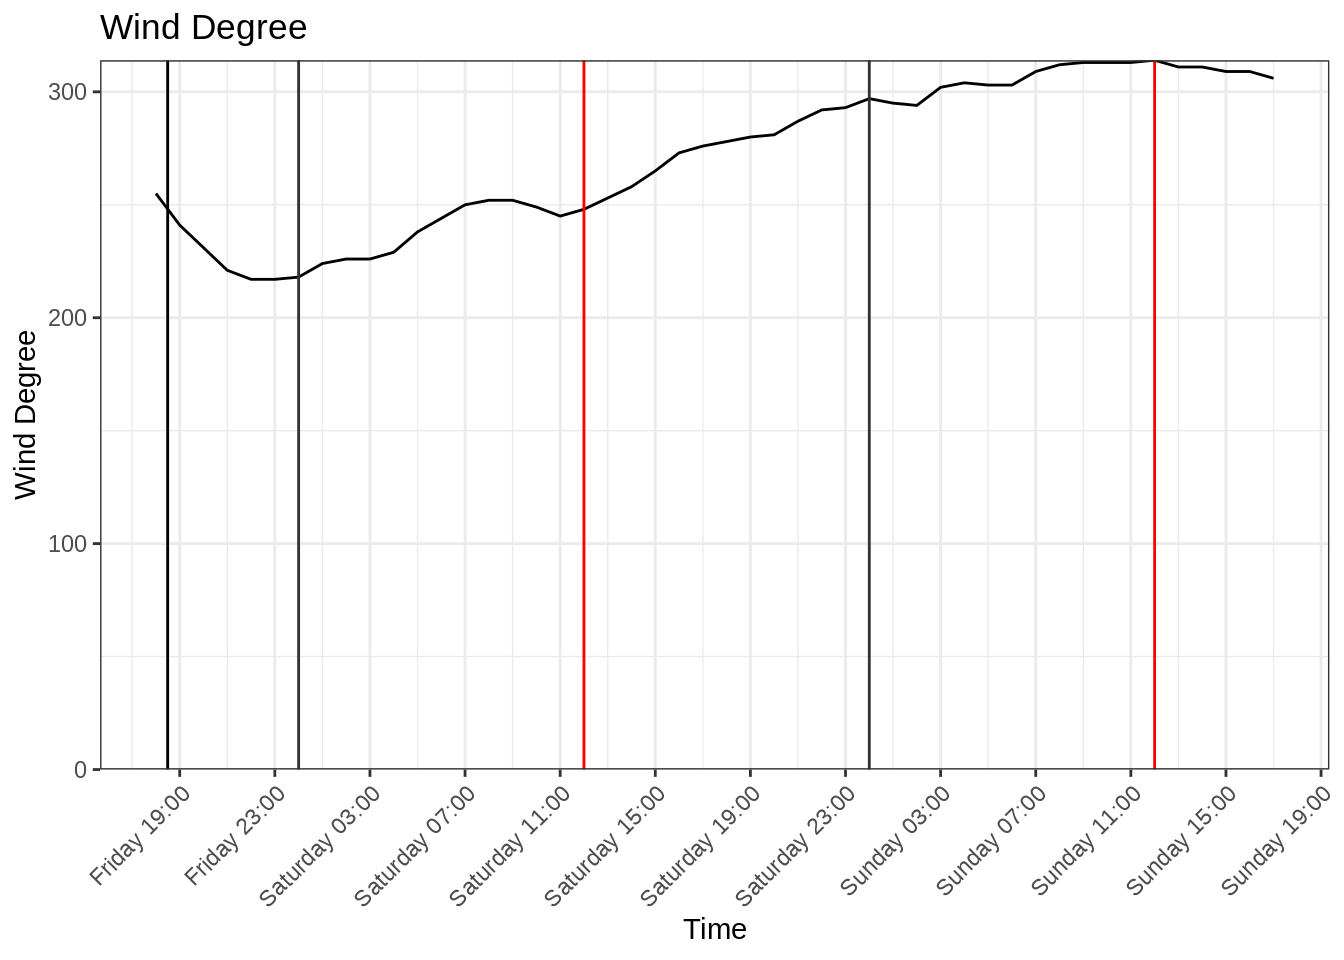 Wind Degree
Wind Degree
300
200
100
0
Friday 19:00
Friday 23:00
Saturday 03:00
Saturday 07:00
Saturday 11:00
Saturday 15:00
Saturday 19:00
Saturday 23:00
Sunday 03:00
Sunday 07:00
Sunday 11:00
Sunday 15:00
Sunday 19:00
Time